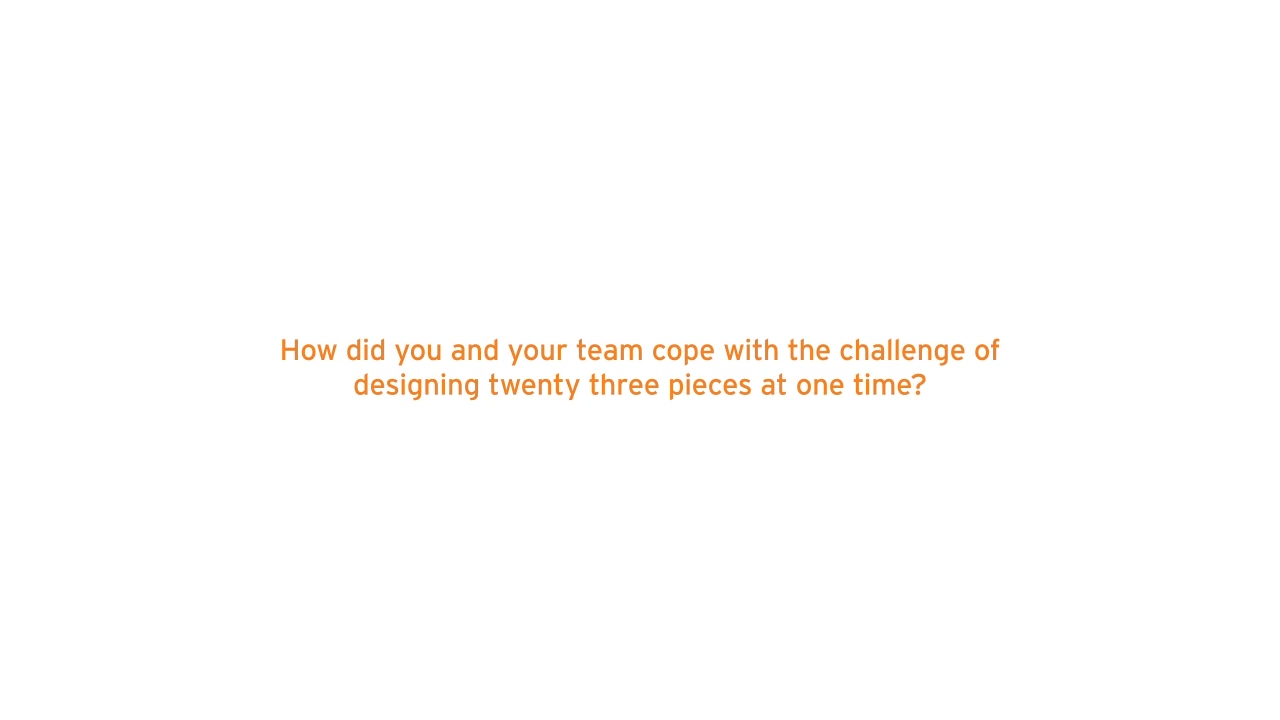 How did you and your team cope with the challenge of
designing twenty three pieces at one time?